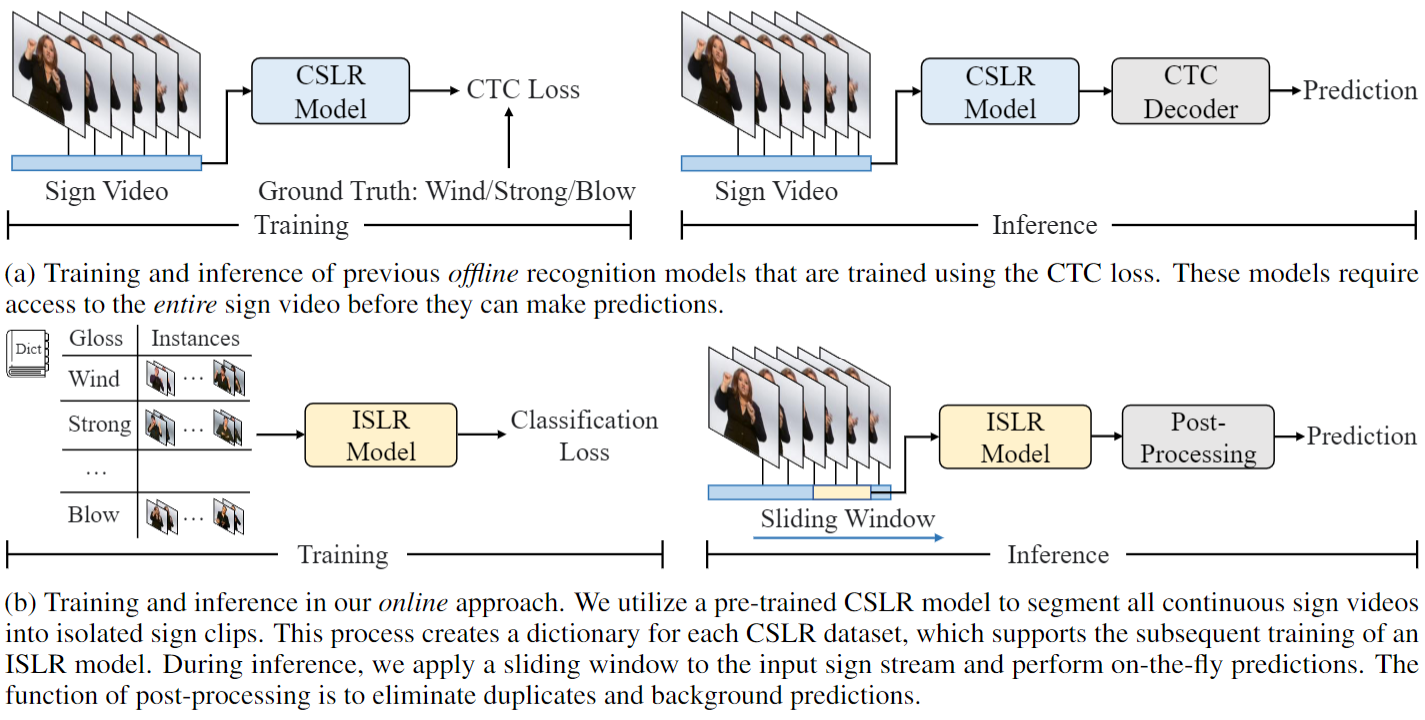 CSLR
Model
CTC Loss
Sign Video
Ground Truth: Wind/Strong/Blow
Training
CSLR
Model
CTC
Decoder
Prediction
Sign Video
Inference
(a) Training and inference of previous offline recognition models that are trained using the CTC loss. These models require
access to the entire sign video before they can make predictions.
Dict
Gloss
Instances
Wind
...
Strong
...
...
Blow
...
ISLR
Model
Classification
Loss
Training
ISLR
Model
Post-
Processing
Prediction
Sliding Window
Inference
(b) Training and inference in our online approach. We utilize a pre-trained CSLR model to segment all continuous sign videos
into isolated sign clips. This process creates a dictionary for each CSLR dataset, which supports the subsequent training of an
ISLR model. During inference, we apply a sliding window to the input sign stream and perform on-the-fly predictions. The
function of post-processing is to eliminate duplicates and background predictions.